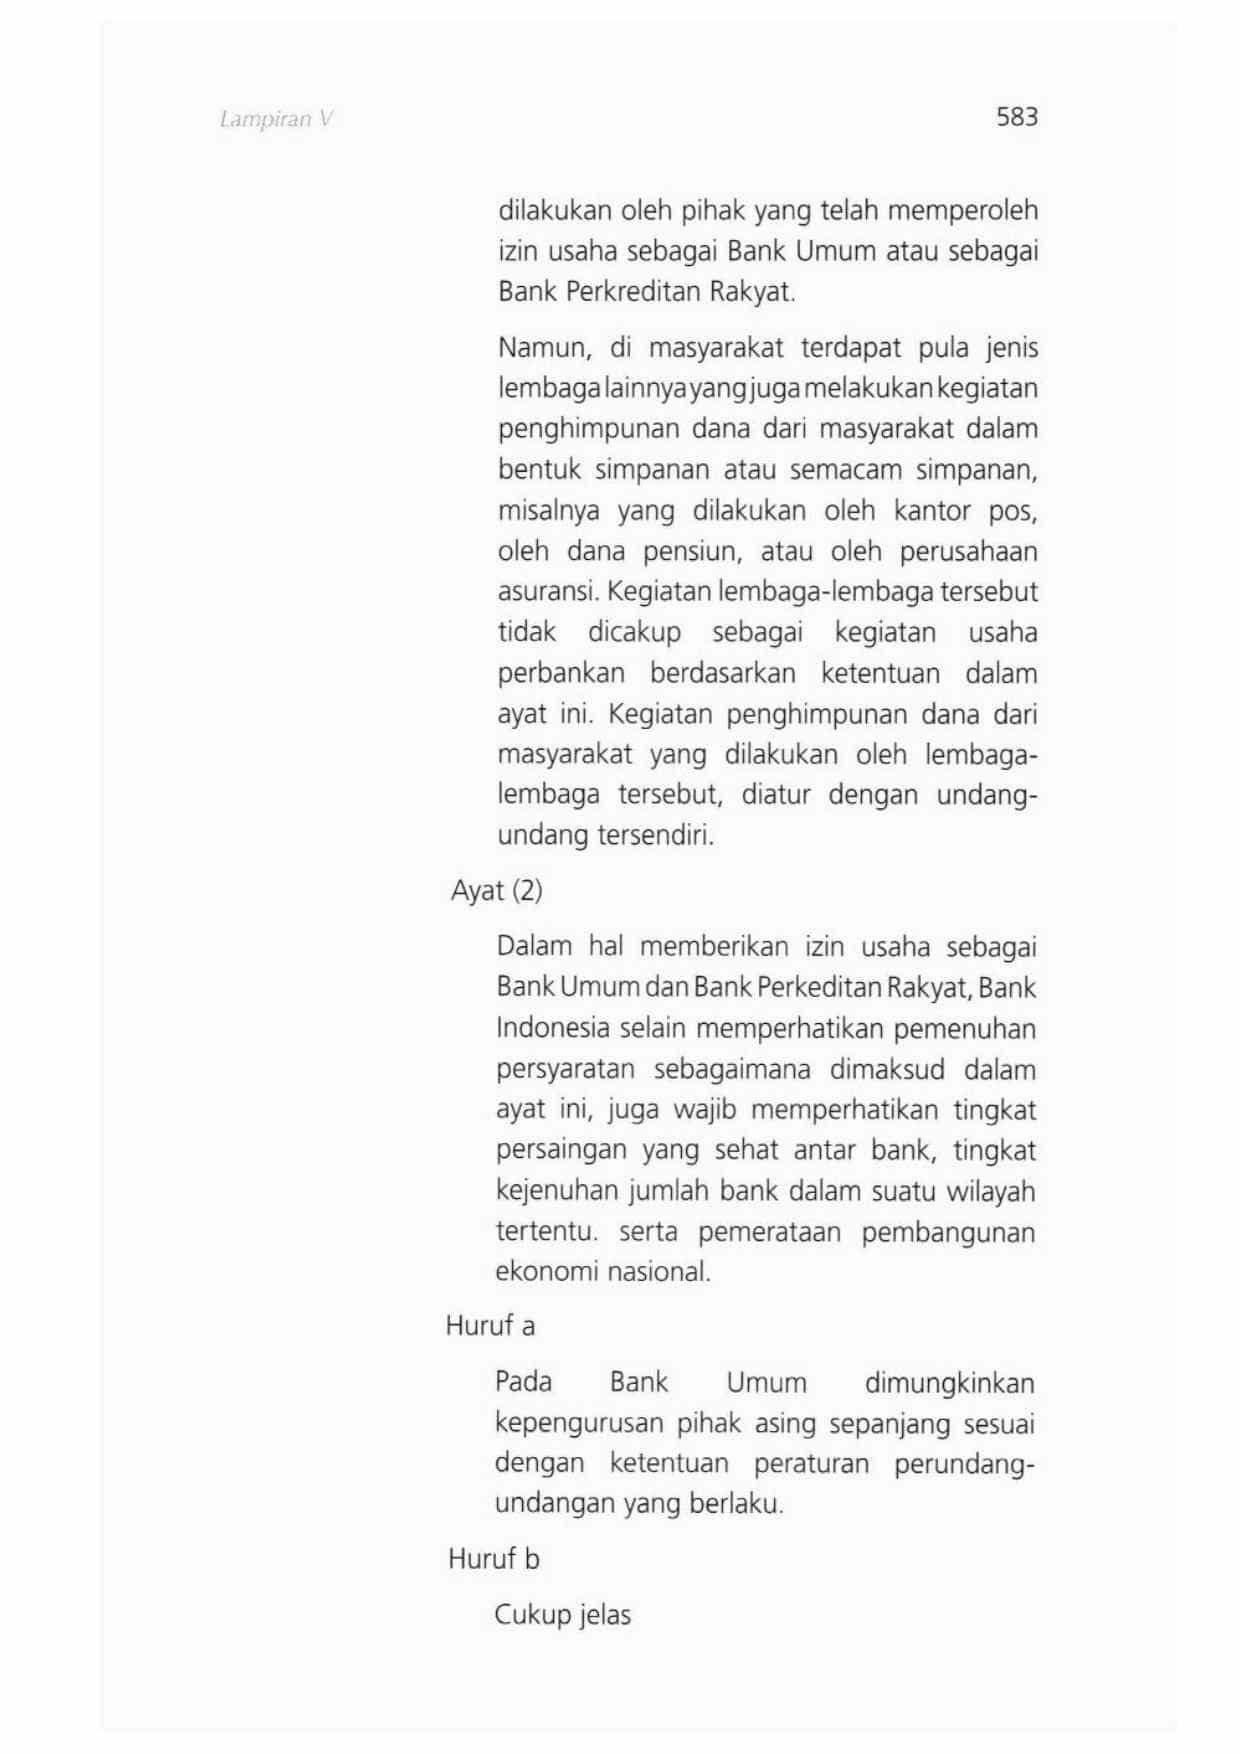 Lampiran V
583
dilakukan oleh pihak yang telah memperoleh
izin usaha sebagai Bank Umum atau sebagai
Bank Perkreditan Rakyat.
Namun, di masyarakat terdapat pula jenis
lembaga lainnya yang juga melakukan kegiatan
penghimpunan dana dari masyarakat dalam
bentuk simpanan atau semacam simpanan,
misalnya yang dilakukan oleh kantor pos,
oleh dana pensiun, atau oleh perusahaan
asuransi. Kegiatan lembaga-lembaga tersebut
tidak dicakup sebagai kegiatan usaha
perbankan berdasarkan ketentuan dalam
ayat ini. Kegiatan penghimpunan dana dari
masyarakat yang dilakukan oleh lembaga-
lembaga tersebut, diatur dengan undang-
undang tersendiri.
Ayat (2)
Dalam hal memberikan izin usaha sebagai
Bank Umum dan Bank Perkeditan Rakyat, Bank
Indonesia selain memperhatikan pemenuhan
persyaratan sebagaimana dimaksud dalam
ayat ini, juga wajib memperhatikan tingkat
persaingan yang sehat antar bank, tingkat
kejenuhan jumlah bank dalam suatu wilayah
tertentu. serta pemerataan pembangunan
ekonomi nasional.
Huruf a
Pada Bank Umum dimungkinkan
kepengurusan pihak asing sepanjang sesuai
dengan ketentuan peraturan perundang-
undangan yang berlaku.
Huruf b
Cukup jelas